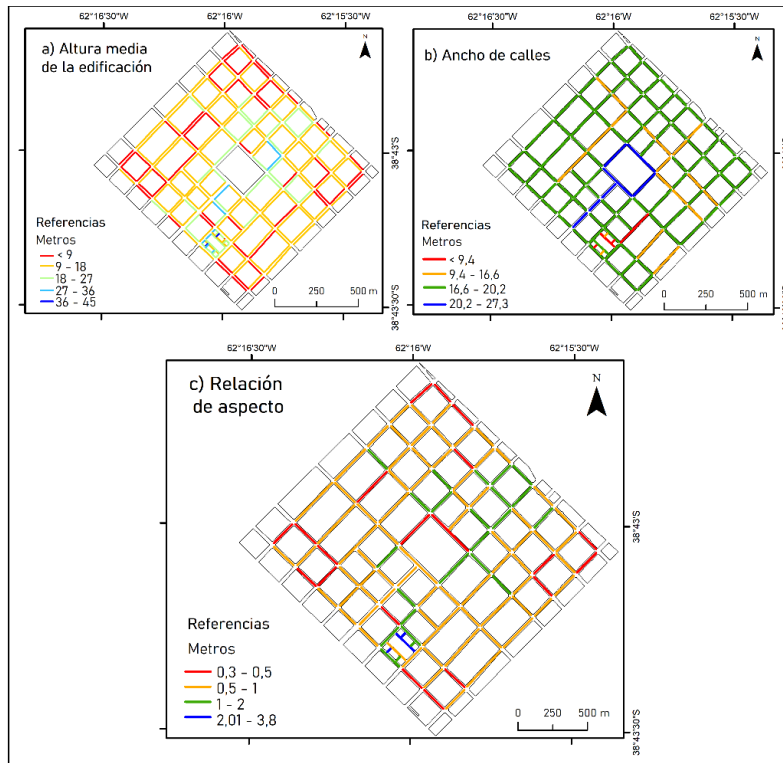 62°16'30"W
62°16'W
62°15'30"W
a) Altura media
de la edificación
N
38°43'S
Referencias
Metros
< 9
9 - 18
18 - 27
27 - 36
36 - 45
0 250 500 m
38°43'30"S
62°16'30"W
62°16'W
62°15'30"W
b) Ancho de calles
N
Referencias
Metros
< 9,4
9,4 - 16,6
16,6 - 20,2
20,2 - 27,3
0 250 500 m
62°16'30"W
62°16'W
62°15'30"W
c) Relación
de aspecto
N
38°43'S
Referencias
Metros
0,3 - 0,5
0,5 - 1
1 - 2
2,01 - 3,8
0 250 500 m
38°43'30"S